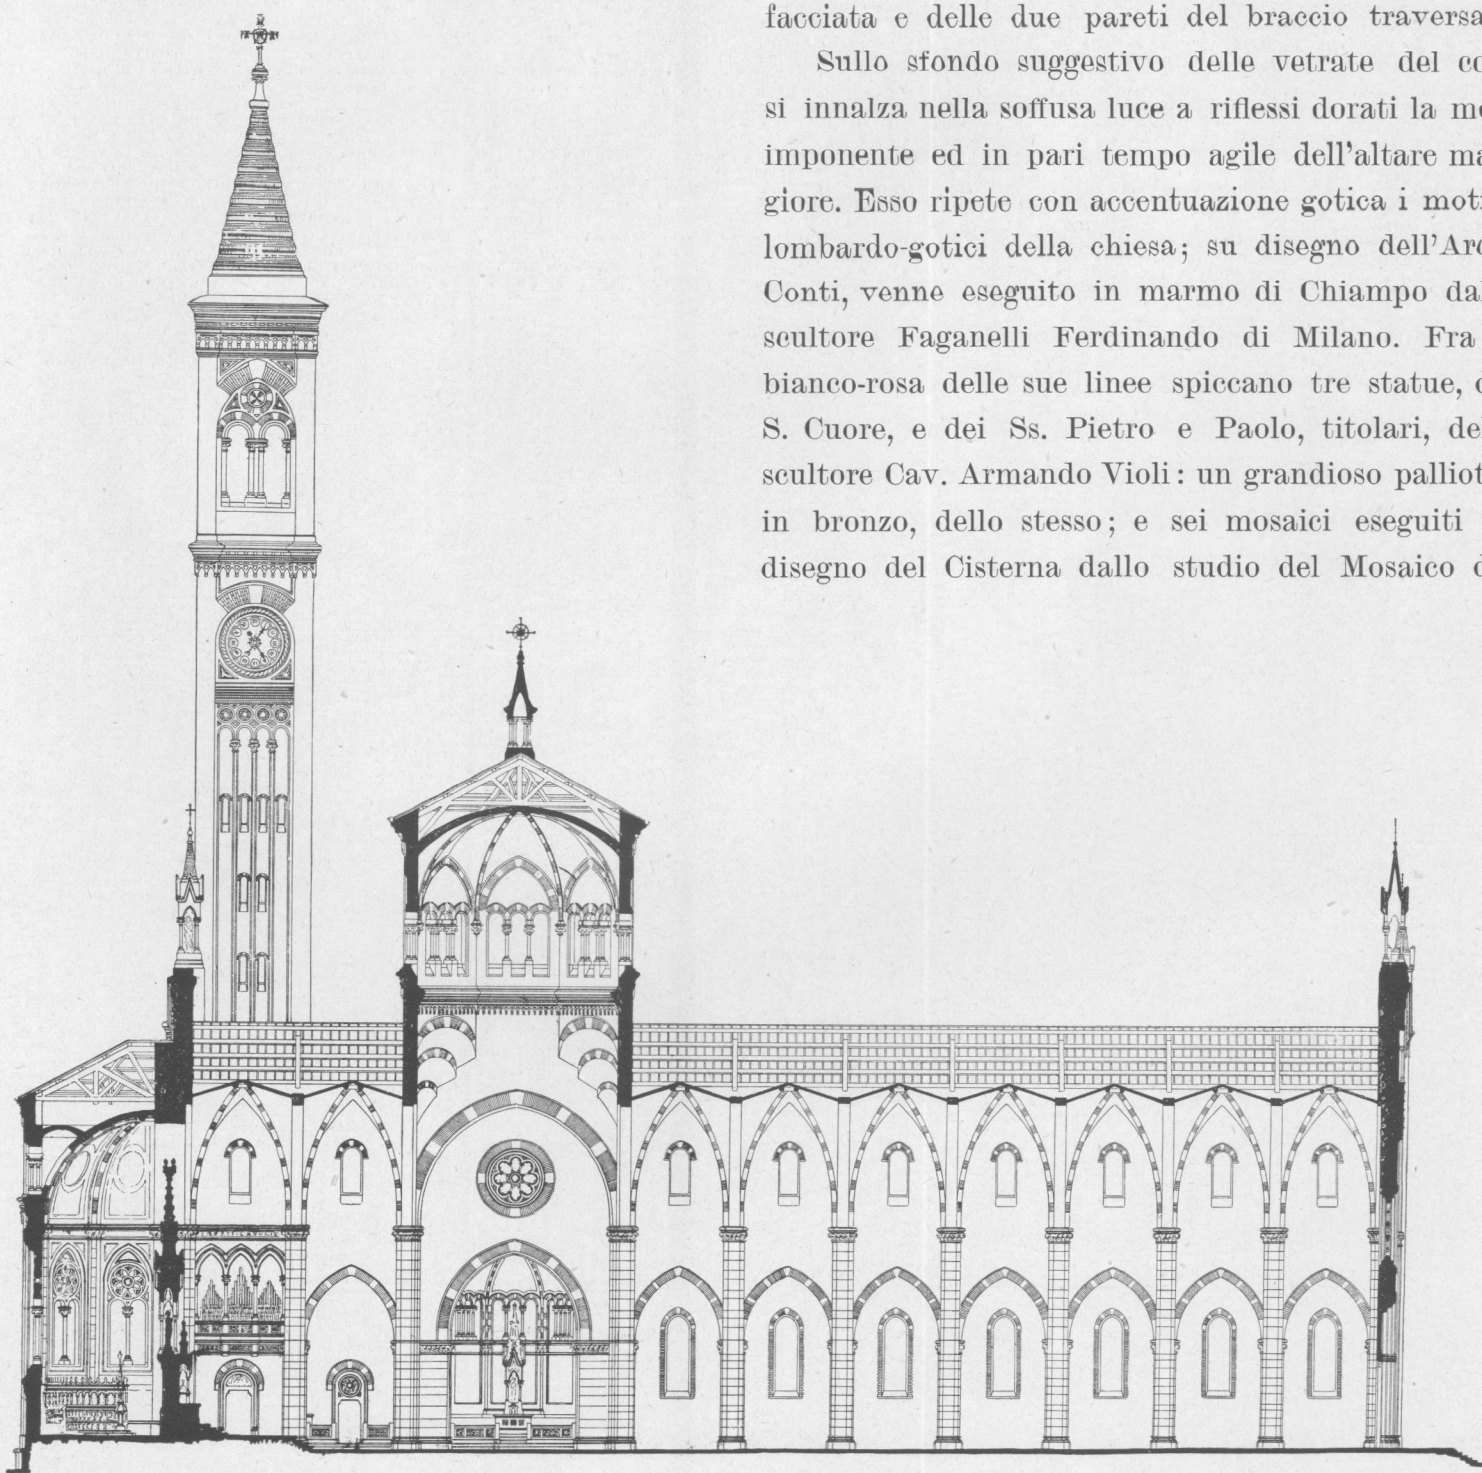 facciata e delle due pareti del braccio traversa
Sullo sfondo suggestivo delle vetrate del co
si innalza nella soffusa luce a riflessi dorati la mo
imponente ed in pari tempo agile dell'altare ma
giore. Esso ripete con accentuazione gotica i moti
lombardo-gotici della chiesa; su disegno dell'Arc
Conti, venne eseguito in marmo di Chiampo dal
scultore Faganelli Ferdinando di Milano. Fra
bianco-rosa delle sue linee spiccano tre statue, d
S. Cuore, e dei Ss. Pietro e Paolo, titolari, de
scultore Cav. Armando Violi: un grandioso palliot
in bronzo, dello stesso; e sei mosaici eseguiti
disegno del Cisterna dallo studio del Mosaico d